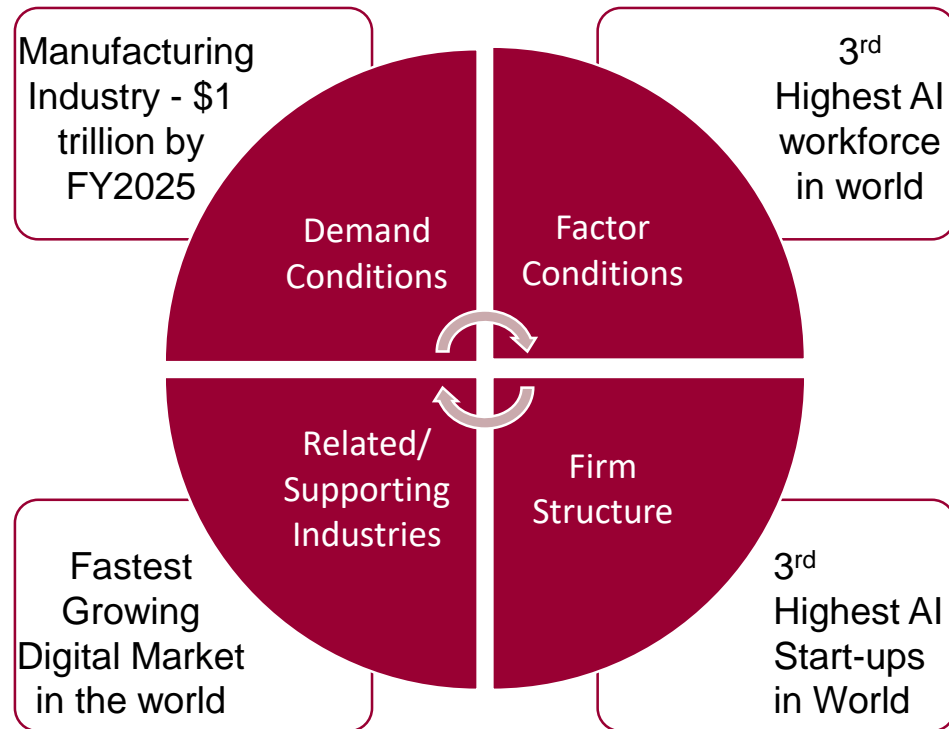 Manufacturing
Industry - $1
trillion by
FY2025
3rd
Highest AI
workforce
in world
Demand
Conditions
Factor
Conditions
Related/
Supporting
Industries
Firm
Structure
Fastest
Growing
Digital Market
in the world
3rd
Highest AI
Start-ups
in World